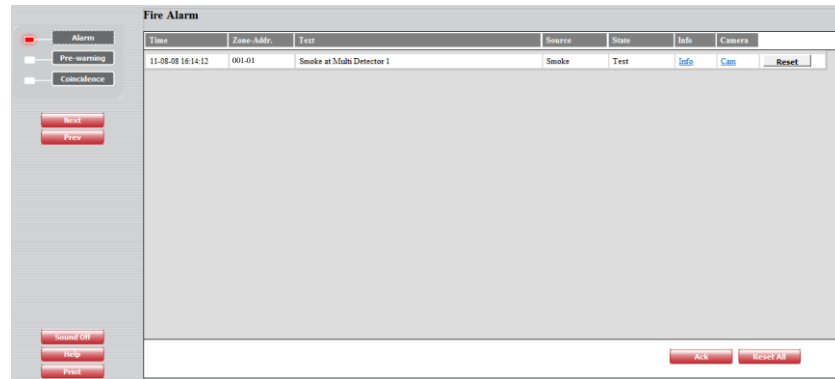 Fire Alarm
Alarm
Pre-warning
Coincidence
Next
Prev
Sound Off
Help
Print
Time Zone-Addr. Text Source State Info Camera
11-08-08 16:14:12 001-01 Smoke at Multi Detector 1 Smoke Test Info Cam Reset
Ack Reset All